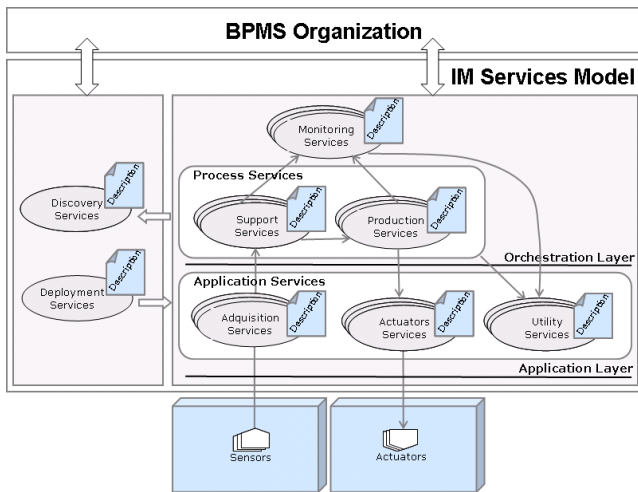 BPMS Organization
IM Services Model
Monitoring
Services
Description
Process Services
Discovery
Services
Description
Support
Services
Description
Production
Services
Description
Orchestration Layer
Application Services
Deployment
Services
Description
Adquisition
Services
Description
Actuators
Services
Description
Utility
Services
Description
Application Layer
Sensors
Actuators